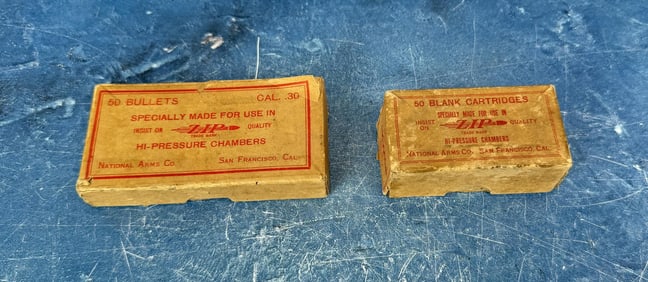 50 BULLETS CAL. .30
SPECIALLY MADE FOR USE IN
INSIST ON ZIP QUALITY
TRADE MARK
HI-PRESSURE CHAMBERS
NATIONAL ARMS CO. SAN FRANCISCO, CAL.
50 BLANK CARTRIDGES
SPECIALLY MADE FOR USE IN
INSIST ON ZIP QUALITY
TRADE MARK
HI-PRESSURE CHAMBERS
NATIONAL ARMS CO. SAN FRANCISCO, CAL.